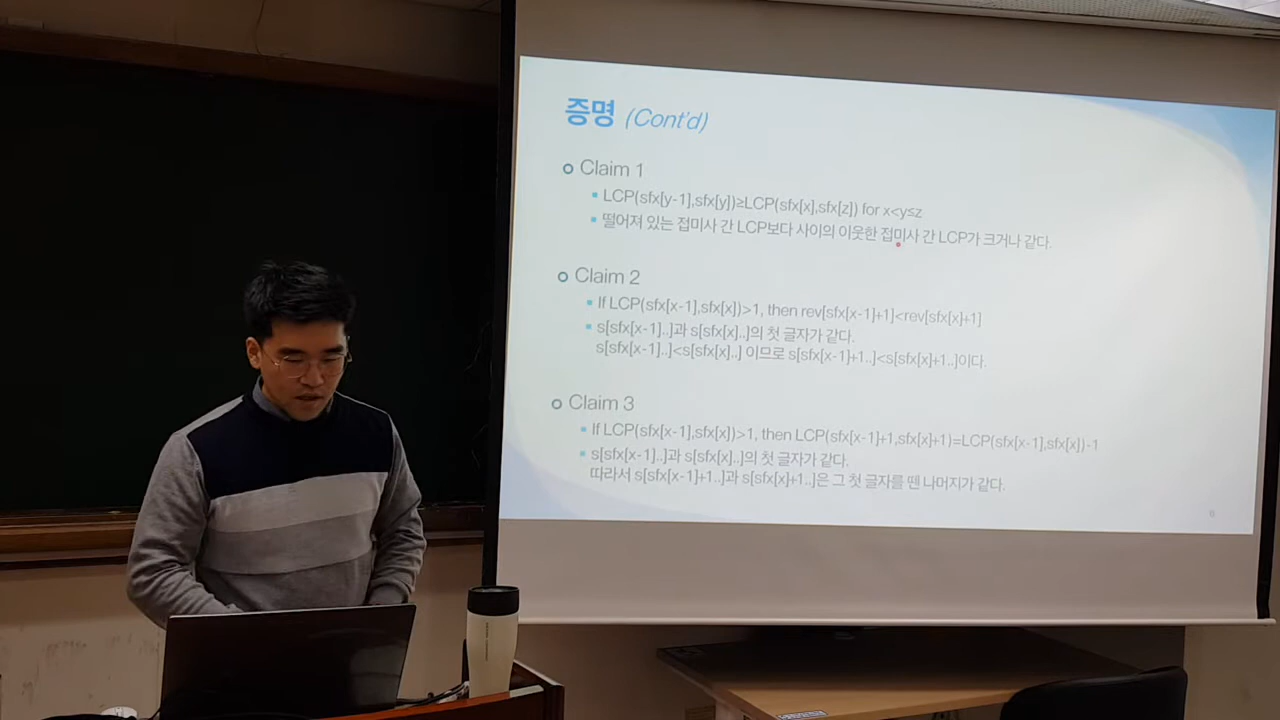 증명 (Cont'd)
Claim 1
LCP(sfx[y-1],sfx[y])≥LCP(sfx[x],sfx[z]) for x<y≤z
떨어져 있는 접미사 간 LCP보다 사이의 이웃한 접미사 간 LCP가 크거나 같다.
Claim 2
If LCP(sfx[x-1],sfx[x])>1, then rev[sfx[x-1]+1]<rev[sfx[x]+1]
s[sfx[x-1]..]과 s[sfx[x]..]의 첫 글자가 같다.
s[sfx[x-1]..]<s[sfx[x]..] 이므로 s[sfx[x-1]+1..]<s[sfx[x]+1..]이다.
Claim 3
If LCP(sfx[x-1],sfx[x])>1, then LCP(sfx[x-1]+1,sfx[x]+1)=LCP(sfx[x-1],sfx[x])-1
s[sfx[x-1]..]과 s[sfx[x]..]의 첫 글자가 같다.
따라서 s[sfx[x-1]+1..]과 s[sfx[x]+1..]은 그 첫 글자를 뗀 나머지가 같다.
6